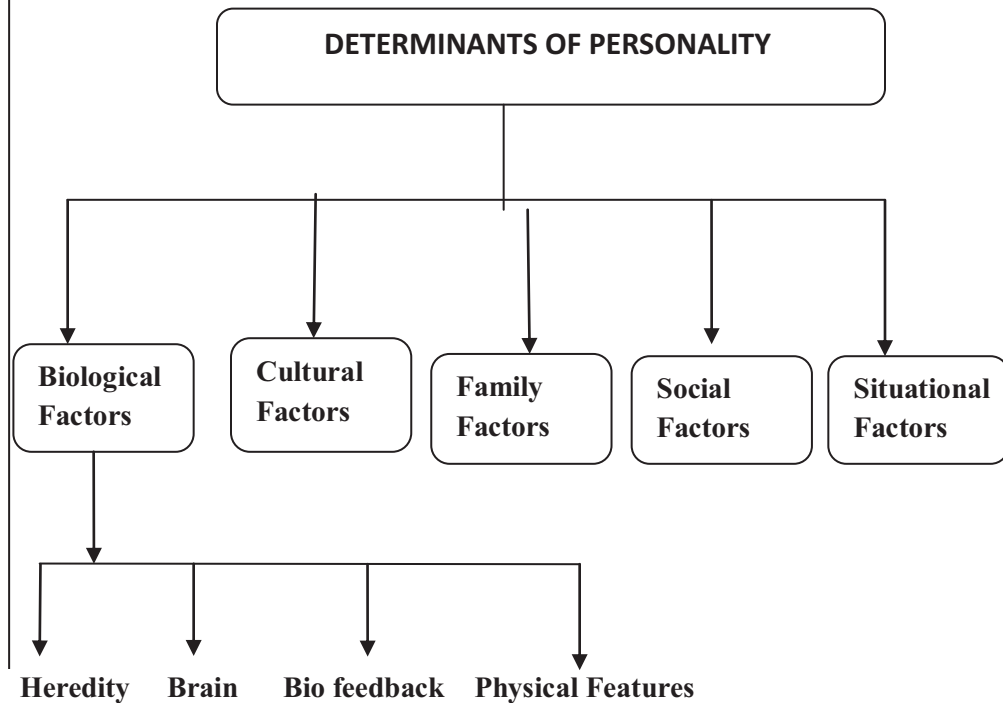 DETERMINANTS OF PERSONALITY
Biological
Factors
Cultural
Factors
Family
Factors
Social
Factors
Situational
Factors
Heredity
Brain
Bio feedback
Physical Features